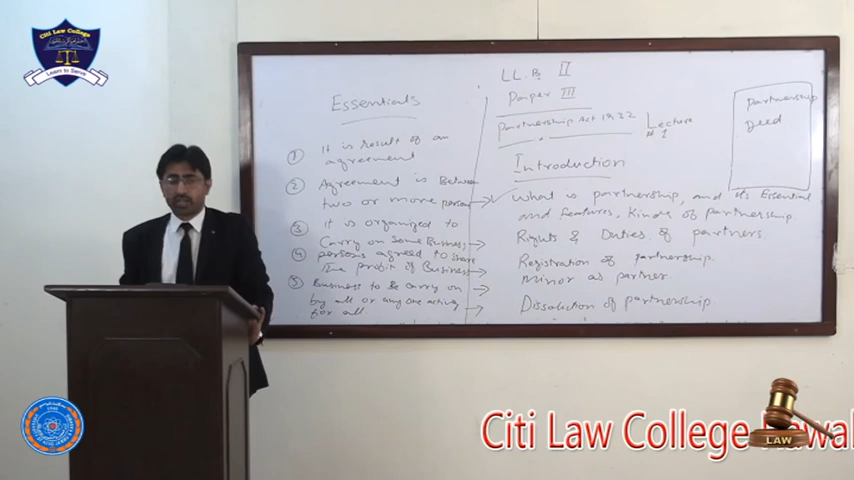 Citi Law College
Learn to Serve
LL.B II
Paper III
Partnership Act 1932
Lecture
# 1
Introduction
What is partnership, and its Essential
and Features, Kinds of partnership
Rights & Duties of partners.
Registration of partnership.
Minor as partner
Dissolution of partnership
Partnership
Deed
Essentials
① It is result of an
agreement
② Agreement is Between
two or more person
③ It is organized to
Carry on Some Business
④ persons agreed to share
The profit of Business
⑤ Business to be carry on
by all or any one acting
for all.
Citi Law College
LAW